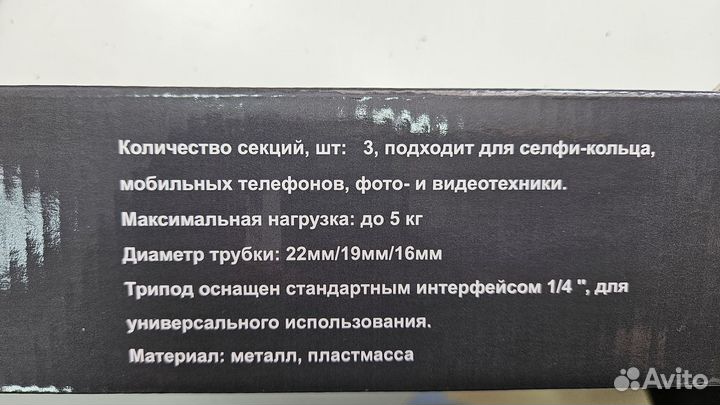 Количество секций, шт: 3, подходит для селфи-кольца,
мобильных телефонов, фото- и видеотехники.
Максимальная нагрузка: до 5 кг
Диаметр трубки: 22мм/19мм/16мм
Трипод оснащен стандартным интерфейсом 1/4 ", для
универсального использования.
Материал: металл, пластмасса
Avito